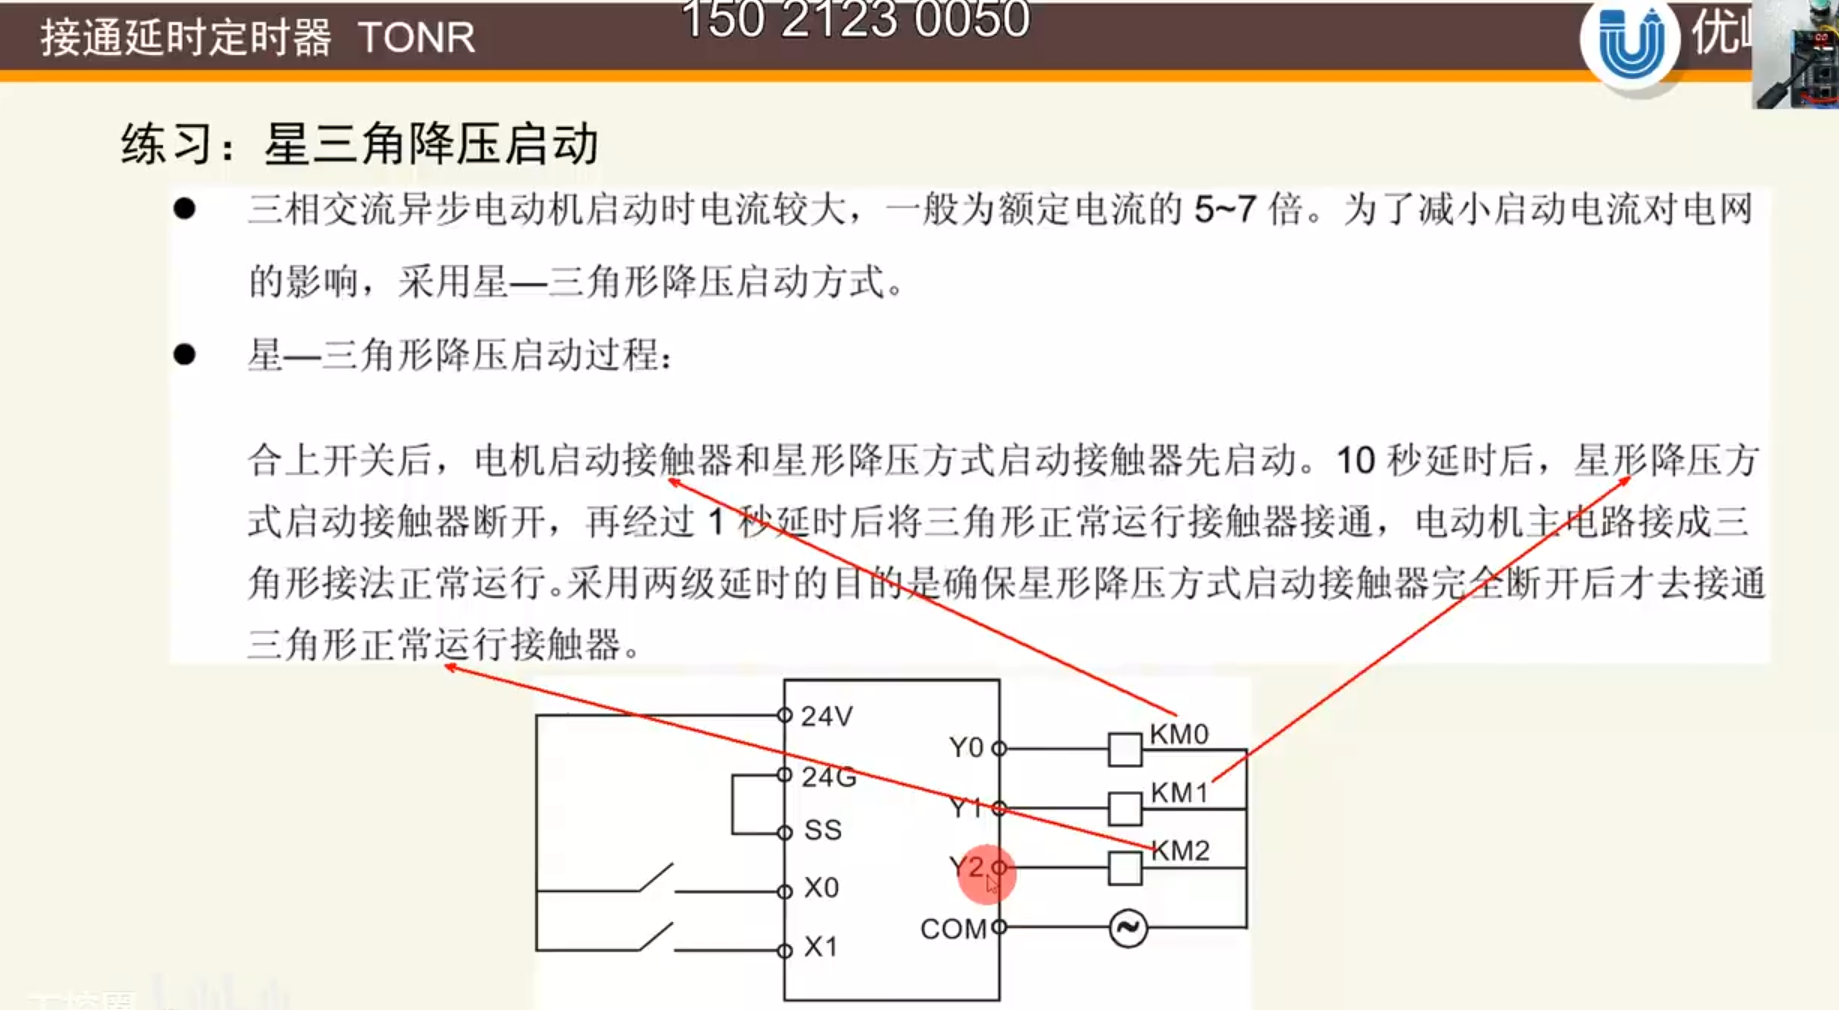 接通延时定时器 TONR
150 2123 0050
优
练习：星三角降压启动
● 三相交流异步电动机启动时电流较大，一般为额定电流的 5~7 倍。为了减小启动电流对电网
的影响，采用星—三角形降压启动方式。
● 星—三角形降压启动过程：
合上开关后，电机启动接触器和星形降压方式启动接触器先启动。10 秒延时后，星形降压方
式启动接触器断开，再经过 1 秒延时后将三角形正常运行接触器接通，电动机主电路接成三
角形接法正常运行。采用两级延时的目的是确保星形降压方式启动接触器完全断开后才去接通
三角形正常运行接触器。
24V
24G
SS
X0
X1
Y0
Y1
Y2
COM
KM0
KM1
KM2